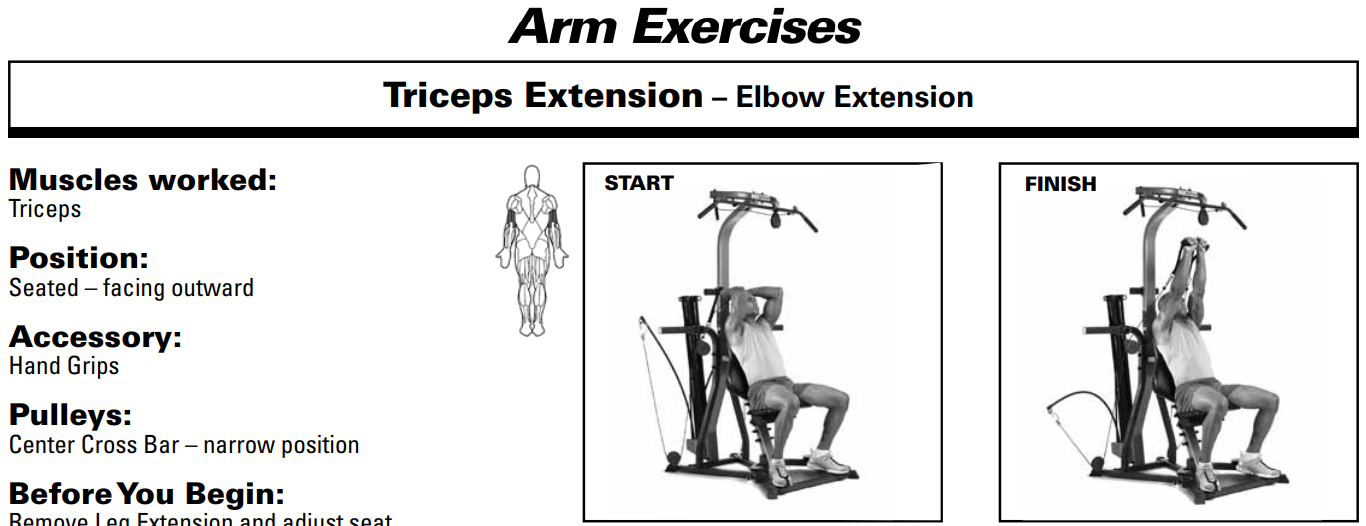 Arm Exercises
Triceps Extension – Elbow Extension
Muscles worked:
Triceps
Position:
Seated – facing outward
Accessory:
Hand Grips
Pulleys:
Center Cross Bar – narrow position
Before You Begin:
Remove Leg Extension and adjust seat
START
FINISH